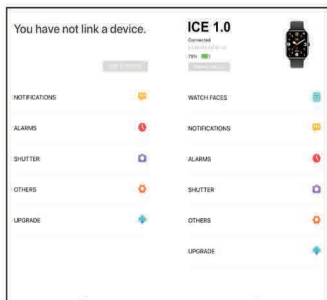 You have not link a device.
NOTIFICATIONS
ALARMS
SHUTTER
OTHERS
UPGRADE
ICE 1.0
Connected
78%
WATCH FACES
NOTIFICATIONS
ALARMS
SHUTTER
OTHERS
UPGRADE